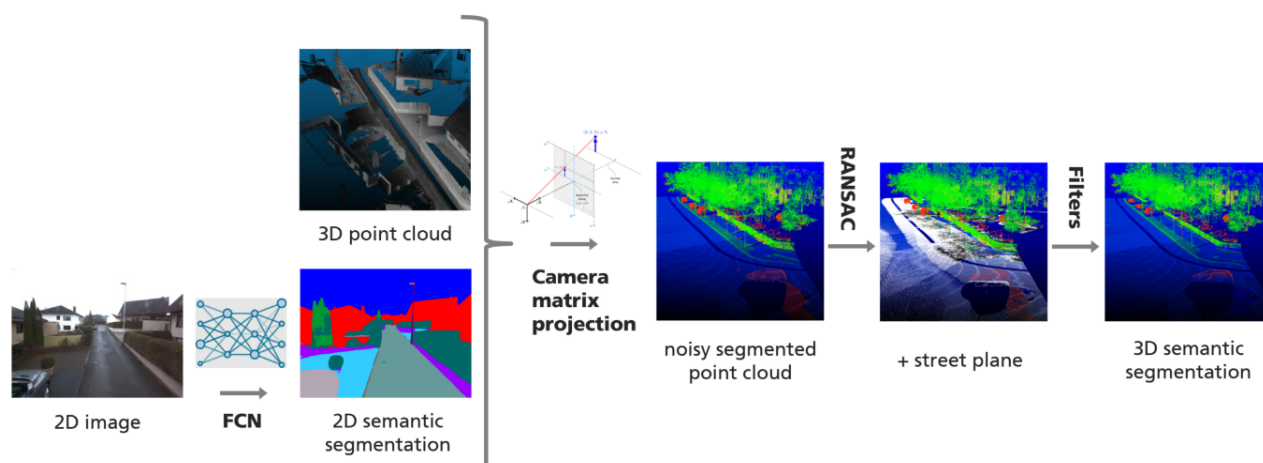 3D point cloud
2D image
FCN
2D semantic
segmentation
Camera
matrix
projection
noisy segmented
point cloud
RANSAC
+ street plane
Filters
3D semantic
segmentation